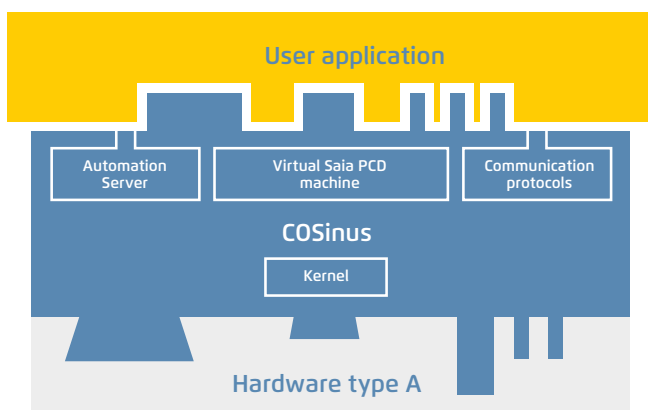 User application
Automation
Server
Virtual Saia PCD
machine
Communication
protocols
COSinus
Kernel
Hardware type A